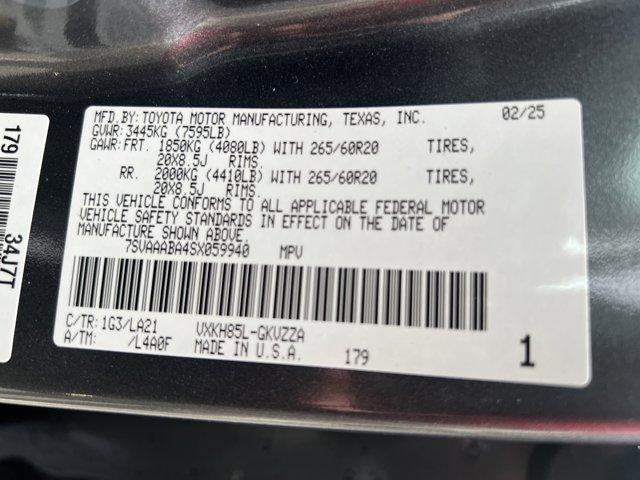 MFD.BY:TOYOTA MOTOR MANUFACTURING, TEXAS, INC. 02/25
GVWR:3445KG (7595LB)
GAWR:FRT. 1850KG (4080LB) WITH 265/60R20 TIRES,
20X8.5J RIMS.
RR. 2000KG (4410LB) WITH 265/60R20 TIRES,
20X8.5J RIMS.
THIS VEHICLE CONFORMS TO ALL APPLICABLE FEDERAL MOTOR
VEHICLE SAFETY STANDARDS IN EFFECT ON THE DATE OF
MANUFACTURE SHOWN ABOVE.
7SVAAABA4SX059940 MPV
C/TR:1G3/LA21 VXKH85L-GKVZZA
A/TM: /L4A0F MADE IN U.S.A. 179 1
179
34J7T